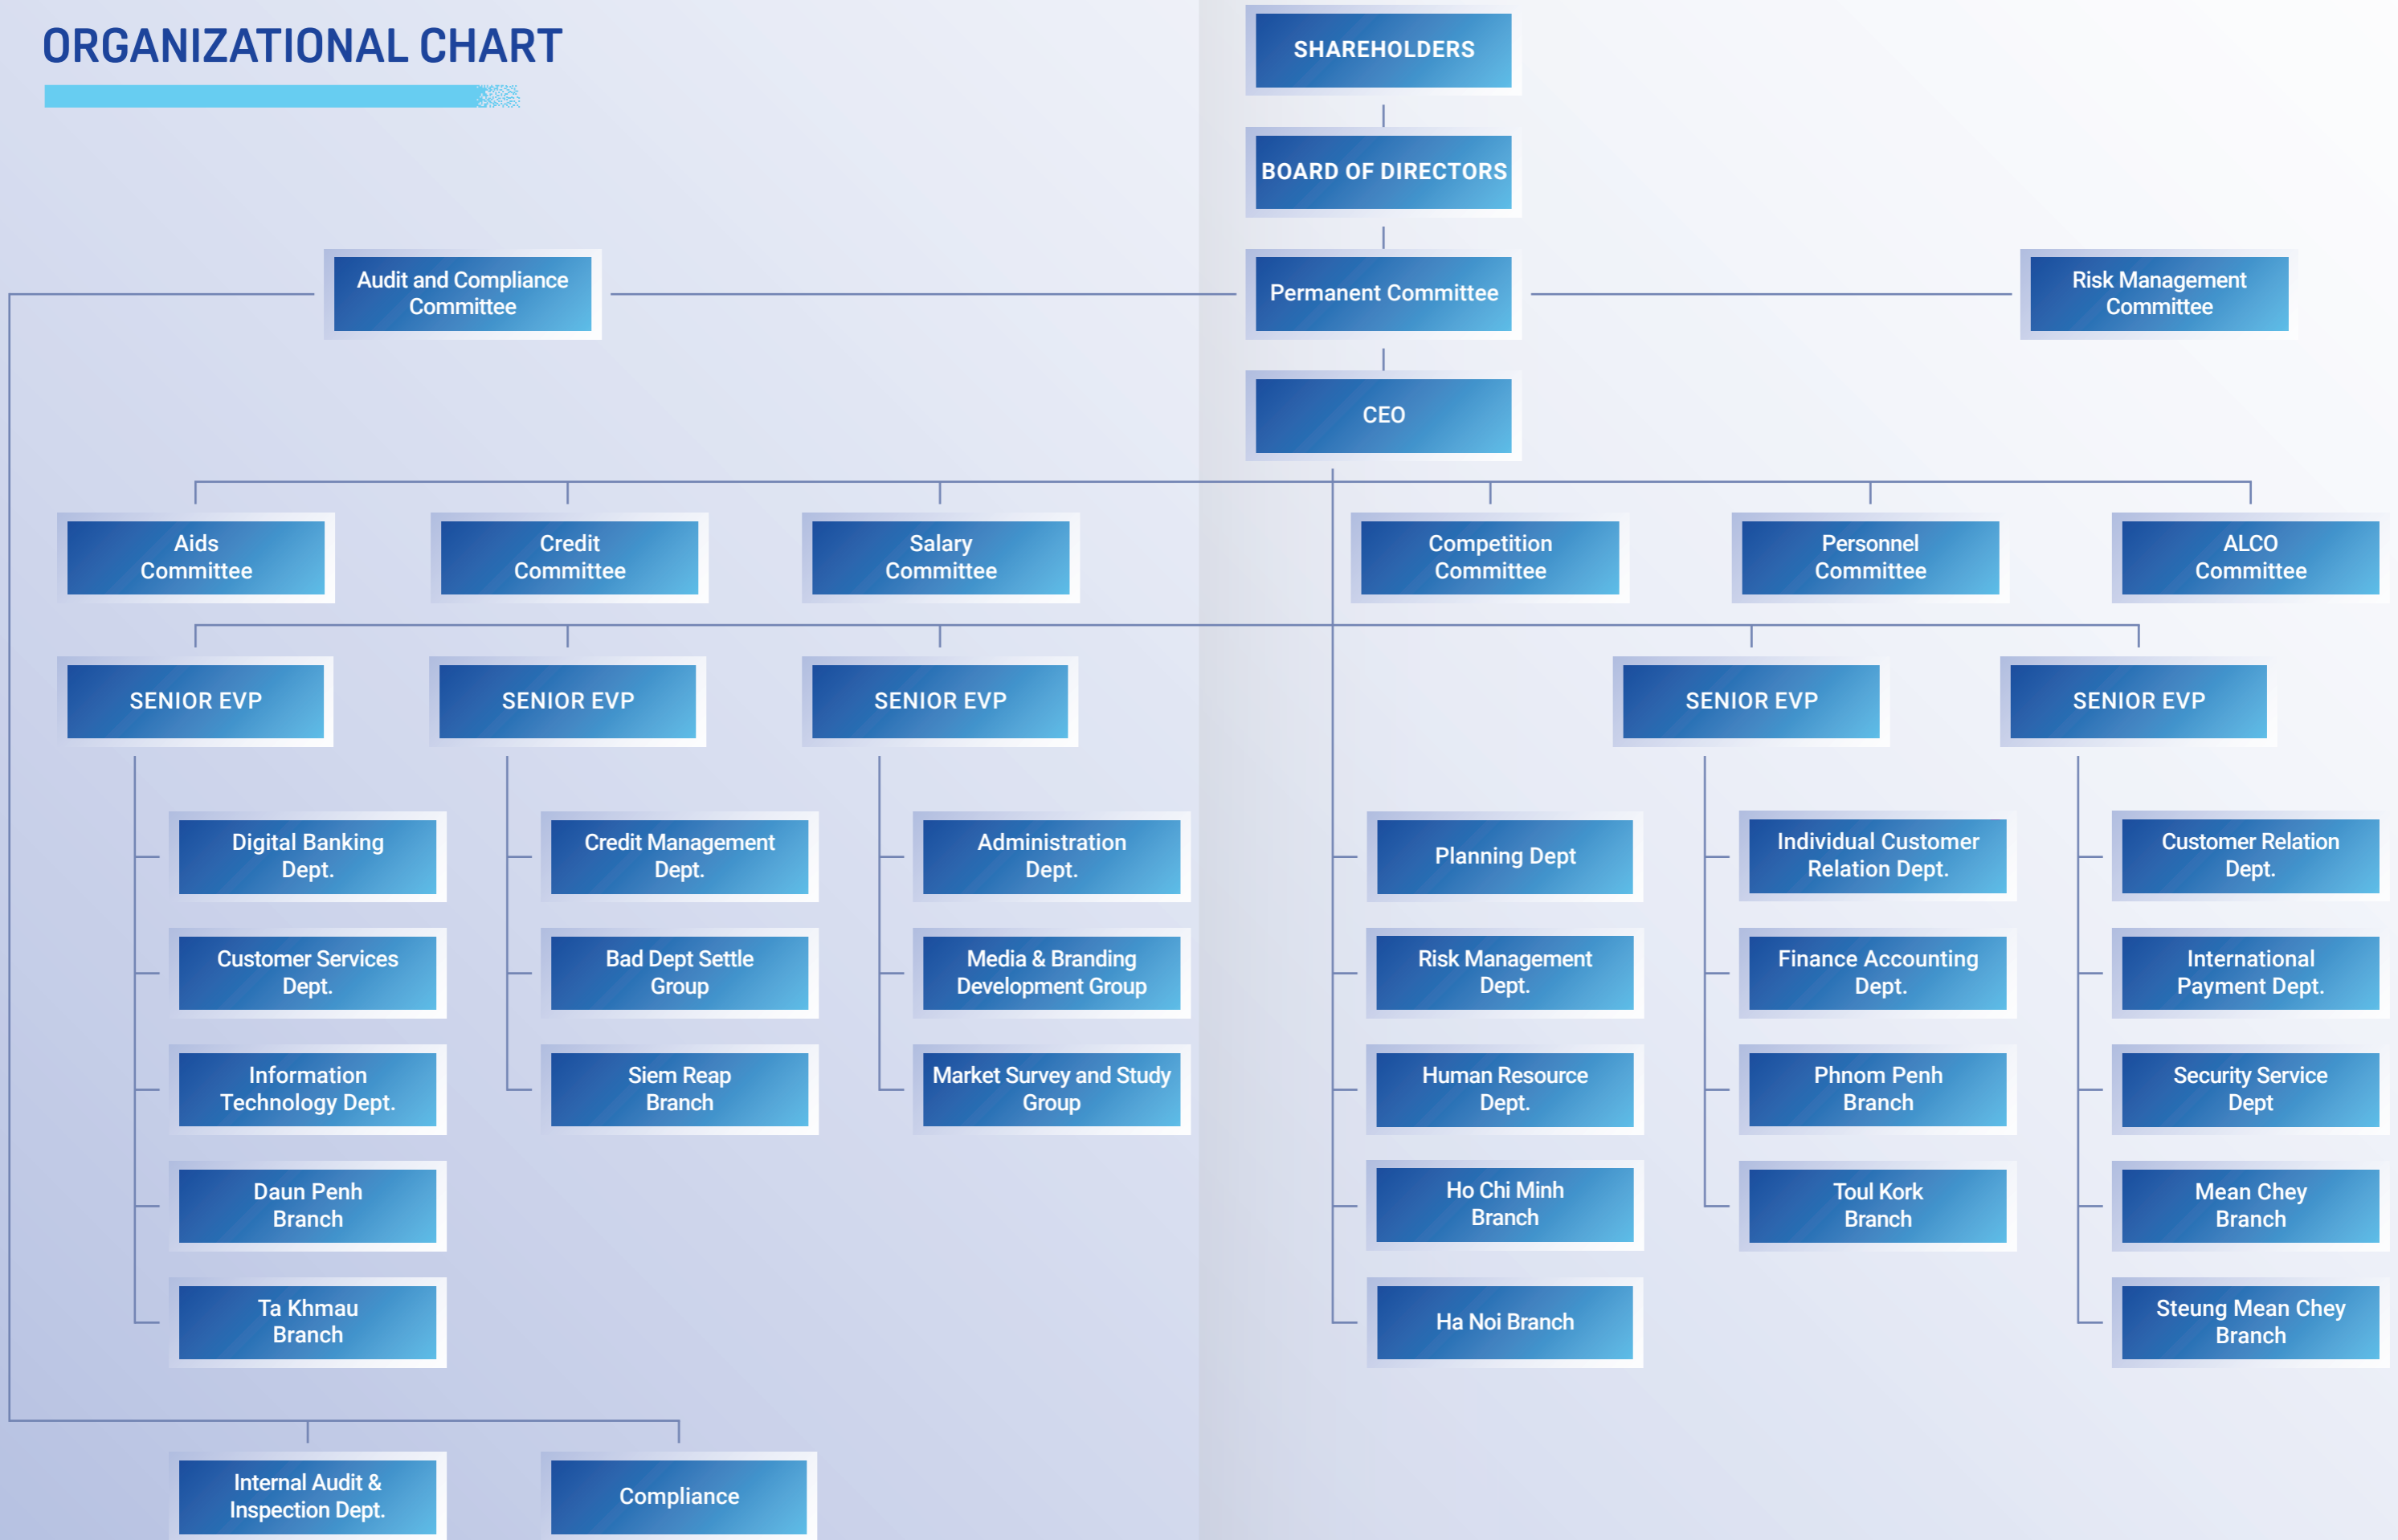 ORGANIZATIONAL CHART
SHAREHOLDERS
BOARD OF DIRECTORS
Audit and Compliance
Committee
Permanent Committee
Risk Management
Committee
CEO
Aids
Committee
Credit
Committee
Salary
Committee
Competition
Committee
Personnel
Committee
ALCO
Committee
SENIOR EVP
SENIOR EVP
SENIOR EVP
SENIOR EVP
SENIOR EVP
Digital Banking
Dept.
Credit Management
Dept.
Administration
Dept.
Planning Dept
Individual Customer
Relation Dept.
Customer Relation
Dept.
Customer Services
Dept.
Bad Dept Settle
Group
Media & Branding
Development Group
Risk Management
Dept.
Finance Accounting
Dept.
International
Payment Dept.
Information
Technology Dept.
Siem Reap
Branch
Market Survey and Study
Group
Human Resource
Dept.
Phnom Penh
Branch
Security Service
Dept
Daun Penh
Branch
Ho Chi Minh
Branch
Toul Kork
Branch
Mean Chey
Branch
Ta Khmau
Branch
Ha Noi Branch
Steung Mean Chey
Branch
Internal Audit &
Inspection Dept.
Compliance